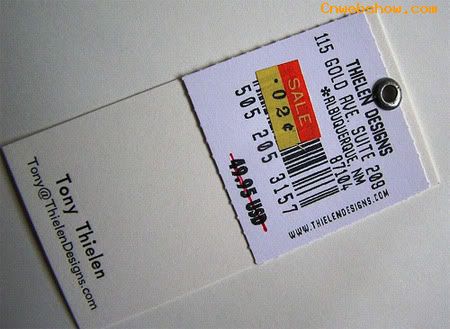 Cnwebshow.com
THIELEN DESIGNS
115 GOLD AVE. SUITE 209
*ALBUQUERQUE, NM
87104
SALE
.02¢
505 205 3157
49.95 USD
WWW.THIELENDESIGNS.COM
Tony Thielen
Tony@ThielenDesigns.com